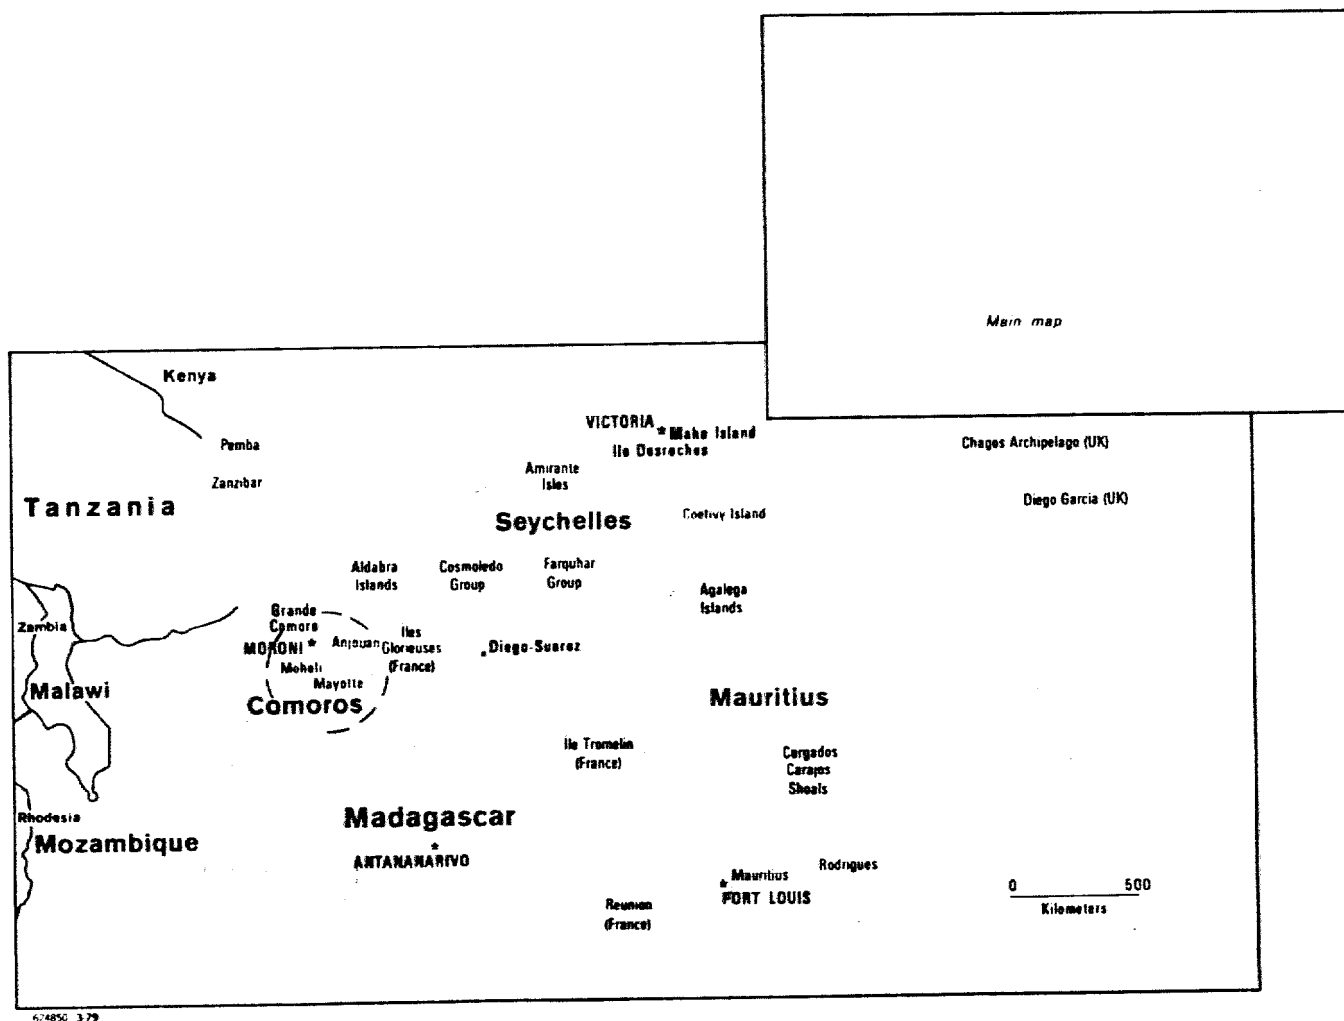 Main map
Kenya
VICTORIA
Mahe Island
Ile Desroches
Chagos Archipelago (UK)
Pemba
Amirante
Isles
Zanzibar
Diego Garcia (UK)
Tanzania
Seychelles
Coetivy Island
Aldabra
Islands
Cosmoledo
Group
Farquhar
Group
Agalega
Islands
Grande
Comore
Zambia
MORONI
Anjouan
Iles
Glorieuses
(France)
Diego-Suarez
Moheli
Mayotte
Malawi
Comoros
Mauritius
Ile Tromelin
(France)
Cargados
Carajos
Shoals
Rhodesia
Madagascar
Mozambique
ANTANANARIVO
Mauritius
PORT LOUIS
Rodrigues
Reunion
(France)
0 500
Kilometers
624850 3-79